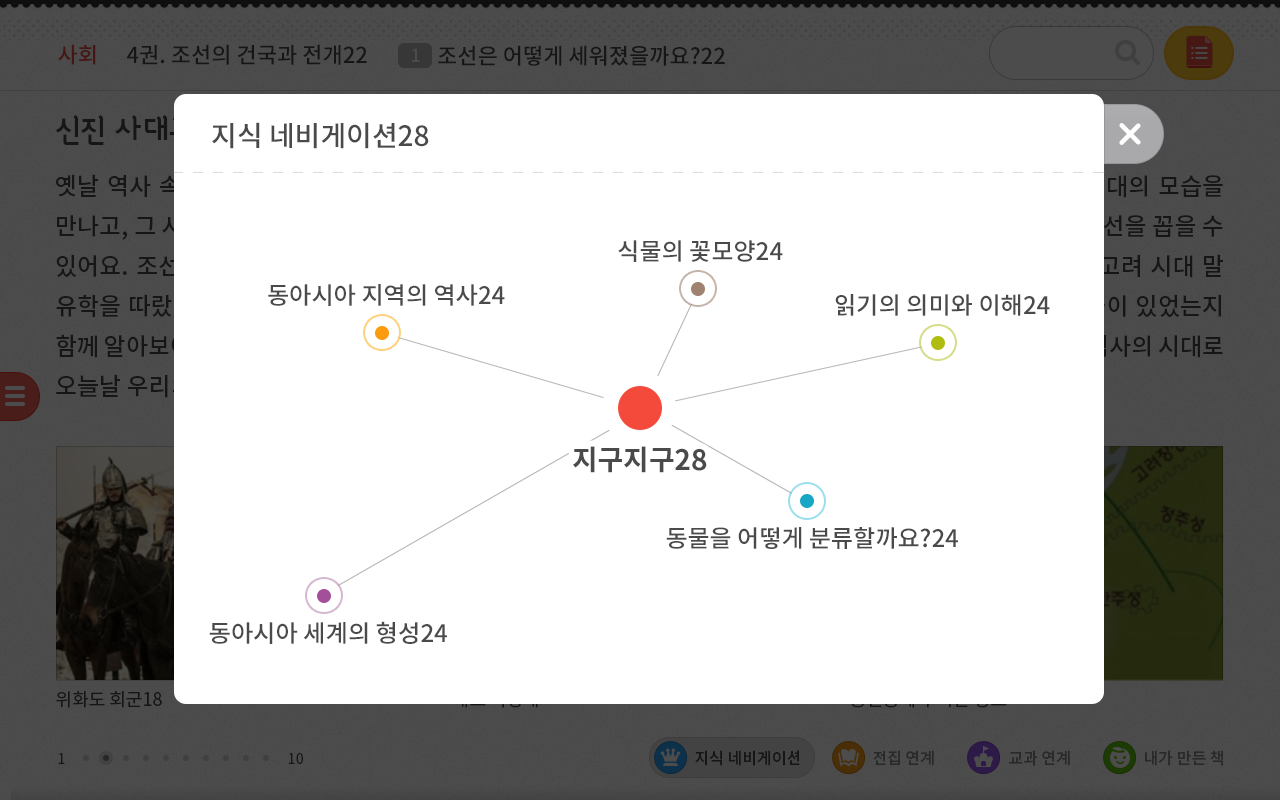 사회
4권. 조선의 건국과 전개22
1 조선은 어떻게 세워졌을까요?22
신진 사대
지식 네비게이션28
옛날 역사
대의 모습을
만나고, 그
선을 꼽을 수
있어요. 조선
고려 시대 말
유학을 따랐
이 있었는지
함께 알아보
사의 시대로
오늘날 우리
식물의 꽃모양24
동아시아 지역의 역사24
읽기의 의미와 이해24
지구지구28
동물을 어떻게 분류할까요?24
동아시아 세계의 형성24
정주성
위화도 회군18
1
10
지식 네비게이션
전집 연계
교과 연계
내가 만든 책